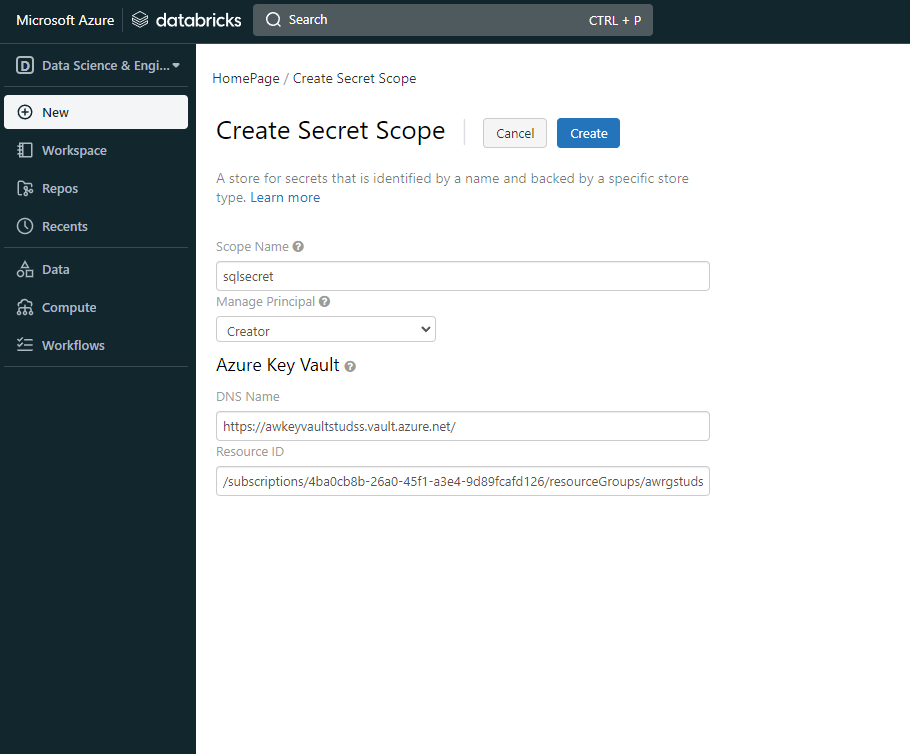 Microsoft Azure databricks Search CTRL + P
Data Science & Engi...
New
Workspace
Repos
Recents
Data
Compute
Workflows
HomePage / Create Secret Scope
Create Secret Scope Cancel Create
A store for secrets that is identified by a name and backed by a specific store
type. Learn more
Scope Name
sqlsecret
Manage Principal
Creator
Azure Key Vault
DNS Name
https://awkeyvaultstudss.vault.azure.net/
Resource ID
/subscriptions/4ba0cb8b-26a0-45f1-a3e4-9d89fcafd126/resourceGroups/awrgstuds